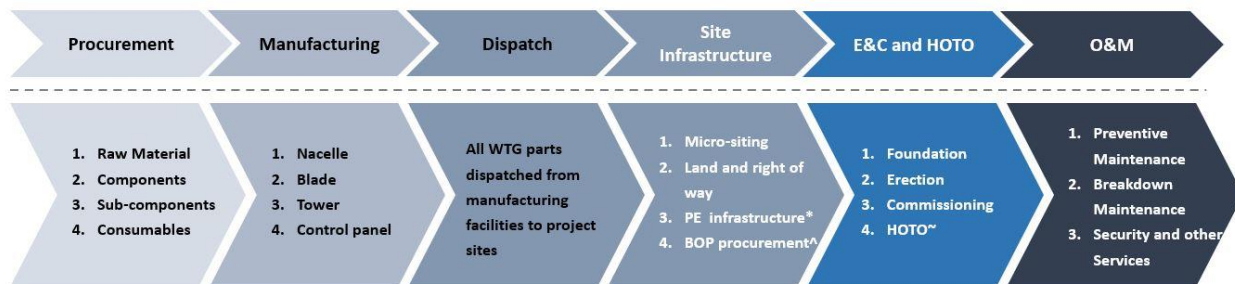 Procurement
Manufacturing
Dispatch
Site
Infrastructure
E&C and HOTO
O&M
1. Raw Material
2. Components
3. Sub-components
4. Consumables
1. Nacelle
2. Blade
3. Tower
4. Control panel
All WTG parts
dispatched from
manufacturing
facilities to project
sites
1. Micro-siting
2. Land and right of
way
3. PE infrastructure*
4. BOP procurement^
1. Foundation
2. Erection
3. Commissioning
4. HOTO~
1. Preventive
Maintenance
2. Breakdown
Maintenance
3. Security and other
Services